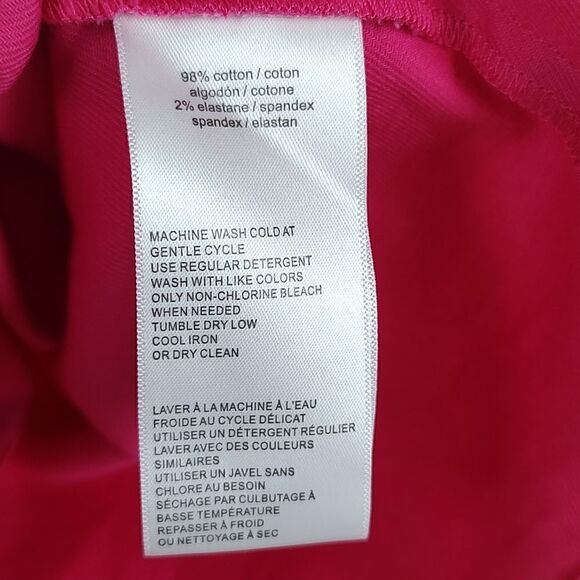 98% cotton / coton
algodón / cotone
2% elastane / spandex
spandex / elastan
MACHINE WASH COLD AT
GENTLE CYCLE
USE REGULAR DETERGENT
WASH WITH LIKE COLORS
ONLY NON-CHLORINE BLEACH
WHEN NEEDED
TUMBLE DRY LOW
COOL IRON
OR DRY CLEAN
LAVER À LA MACHINE À L'EAU
FROIDE AU CYCLE DÉLICAT
UTILISER UN DÉTERGENT RÉGULIER
LAVER AVEC DES COULEURS
SIMILAIRES
UTILISER UN JAVEL SANS
CHLORE AU BESOIN
SÉCHAGE PAR CULBUTAGE À
BASSE TEMPÉRATURE
REPASSER À FROID
OU NETTOYAGE À SEC